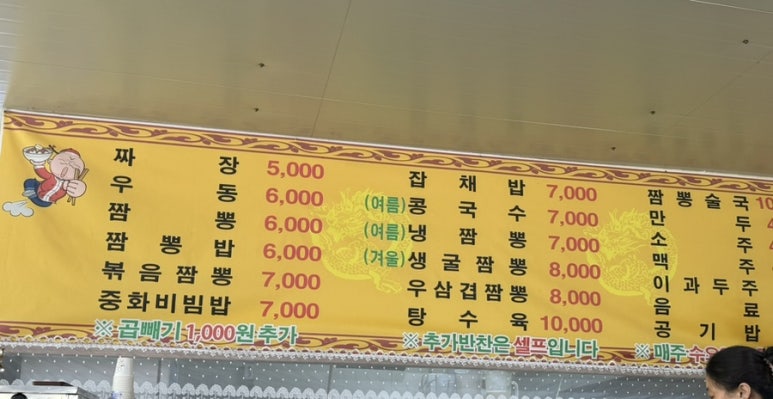 짜 장 5,000
우 동 6,000
짬 뽕 6,000
짬 뽕 밥 6,000
볶음짬뽕 7,000
중화비빔밥 7,000
※ 곱빼기 1,000원 추가
잡 채 밥 7,000
(여름) 콩 국 수 7,000
(여름) 냉 짬 뽕 7,000
(겨울) 생굴짬뽕 8,000
우삼겹짬뽕 8,000
탕 수 육 10,000
※ 추가반찬은 셀프입니다
짬뽕술국
만 두
소 주
맥 주
이과두주
음 료
공 기 밥
※ 매주